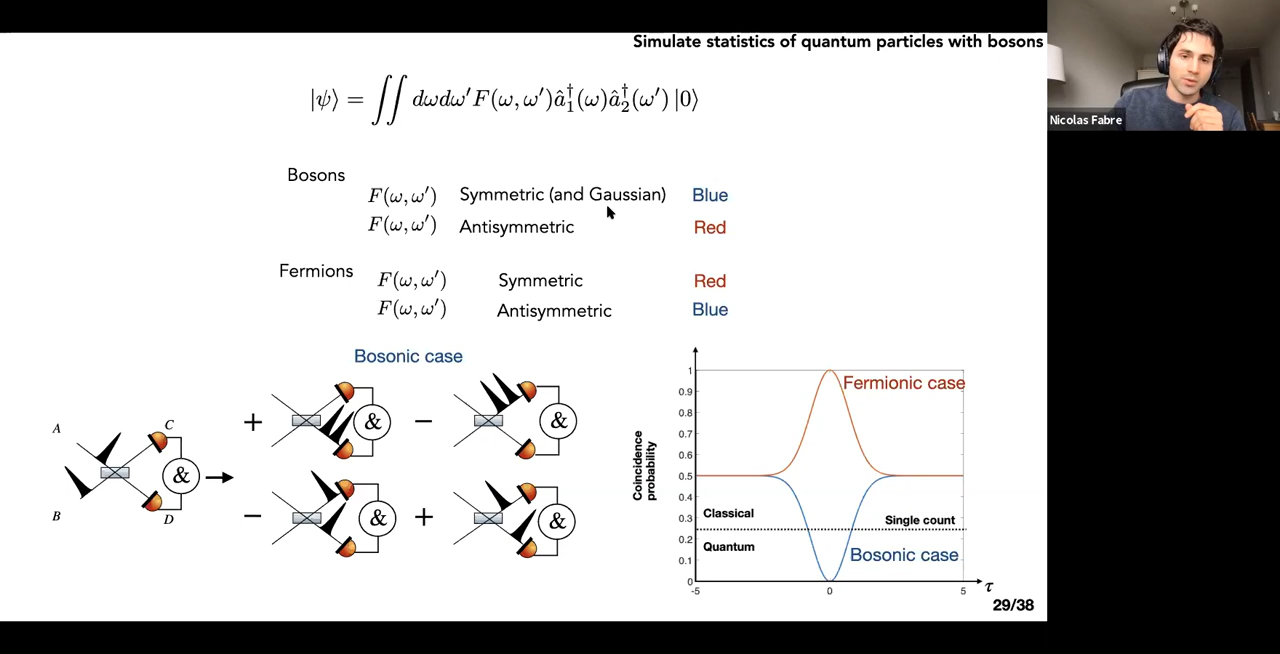 Simulate statistics of quantum particles with bosons
|ψ⟩ = ∬ dωdω′F(ω, ω′)â₁†(ω)â₂†(ω′) |0⟩
Nicolas Fabre
Bosons
F(ω, ω′) Symmetric (and Gaussian) Blue
F(ω, ω′) Antisymmetric Red
Fermions
F(ω, ω′) Symmetric Red
F(ω, ω′) Antisymmetric Blue
Bosonic case
A
B
C
D
&
→
+
&
−
&
−
&
+
&
Coincidence
probability
1
0.9
0.8
0.7
0.6
0.5
0.4
0.3
0.2
0.1
0
Fermionic case
Classical
Single count
Quantum
Bosonic case
-5
0
5
τ
29/38